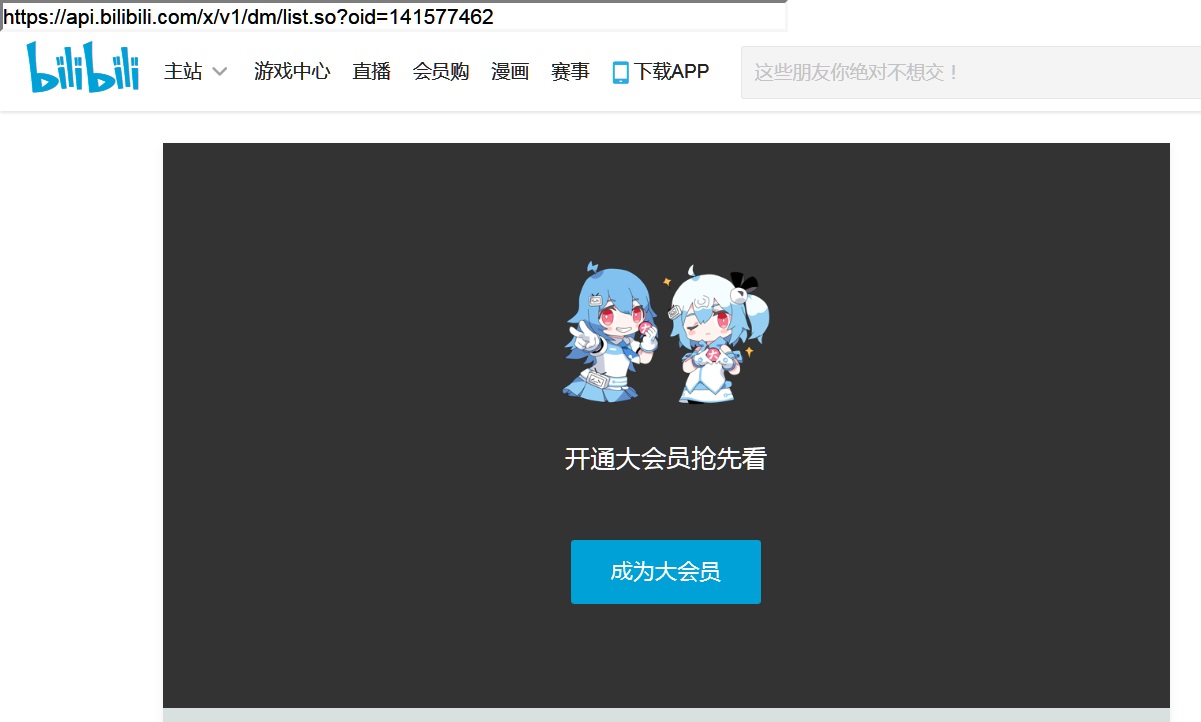 https://api.bilibili.com/x/v1/dm/list.so?oid=141577462
bilibili 主站 游戏中心 直播 会员购 漫画 赛事 下载APP 这些朋友你绝对不想交！
开通大会员抢先看
成为大会员